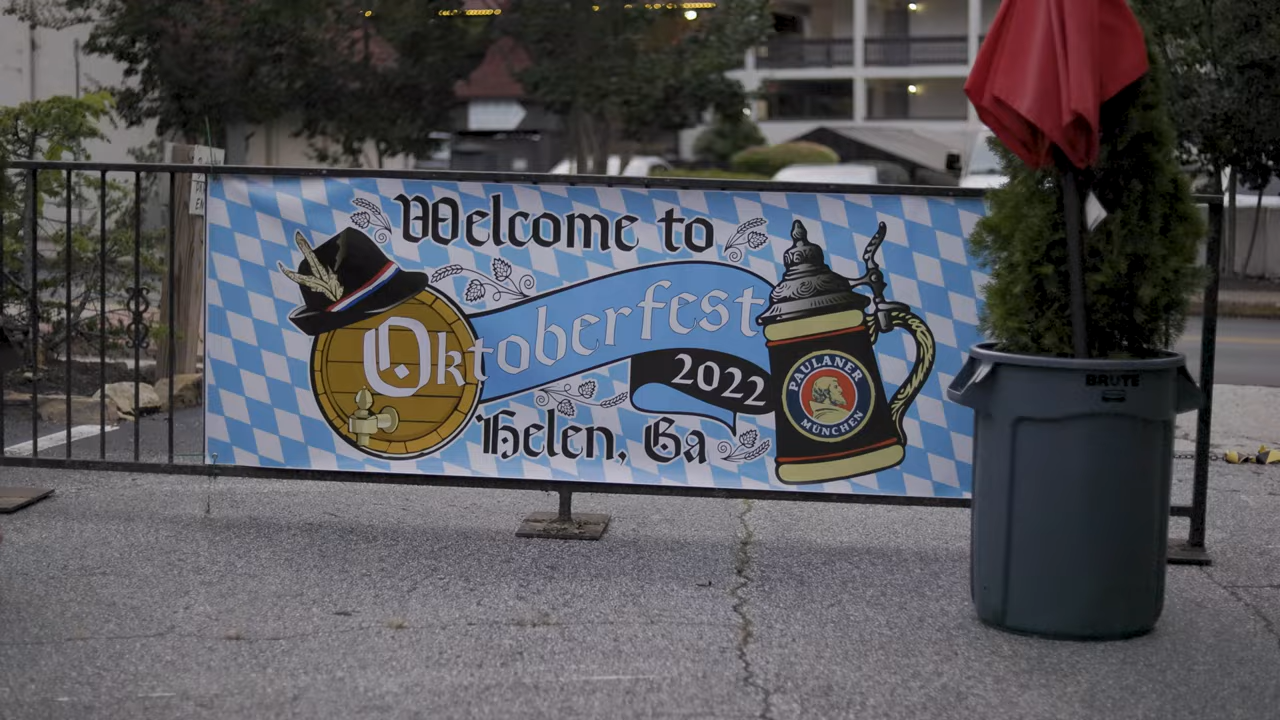 Welcome to
Oktoberfest
2022
Helen, Ga
PAULANER
MÜNCHEN
BRUTE